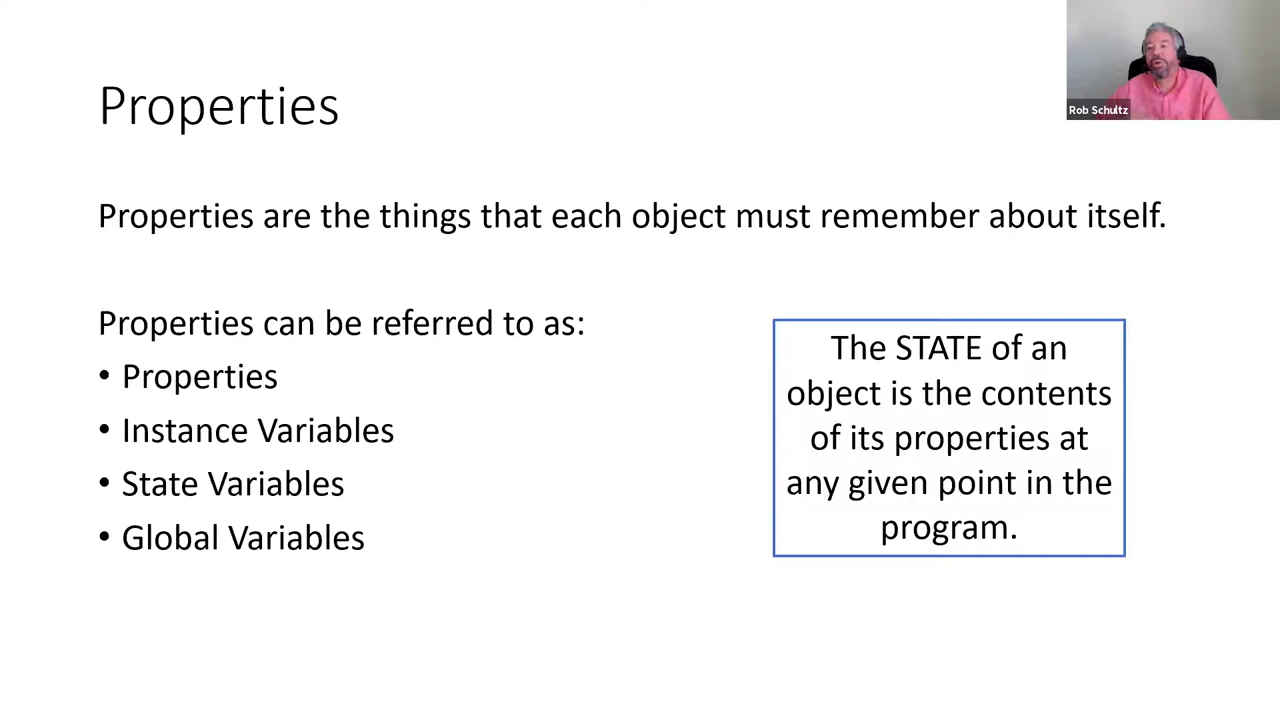 Properties
Rob Schultz
Properties are the things that each object must remember about itself.
Properties can be referred to as:
• Properties
• Instance Variables
• State Variables
• Global Variables
The STATE of an
object is the contents
of its properties at
any given point in the
program.